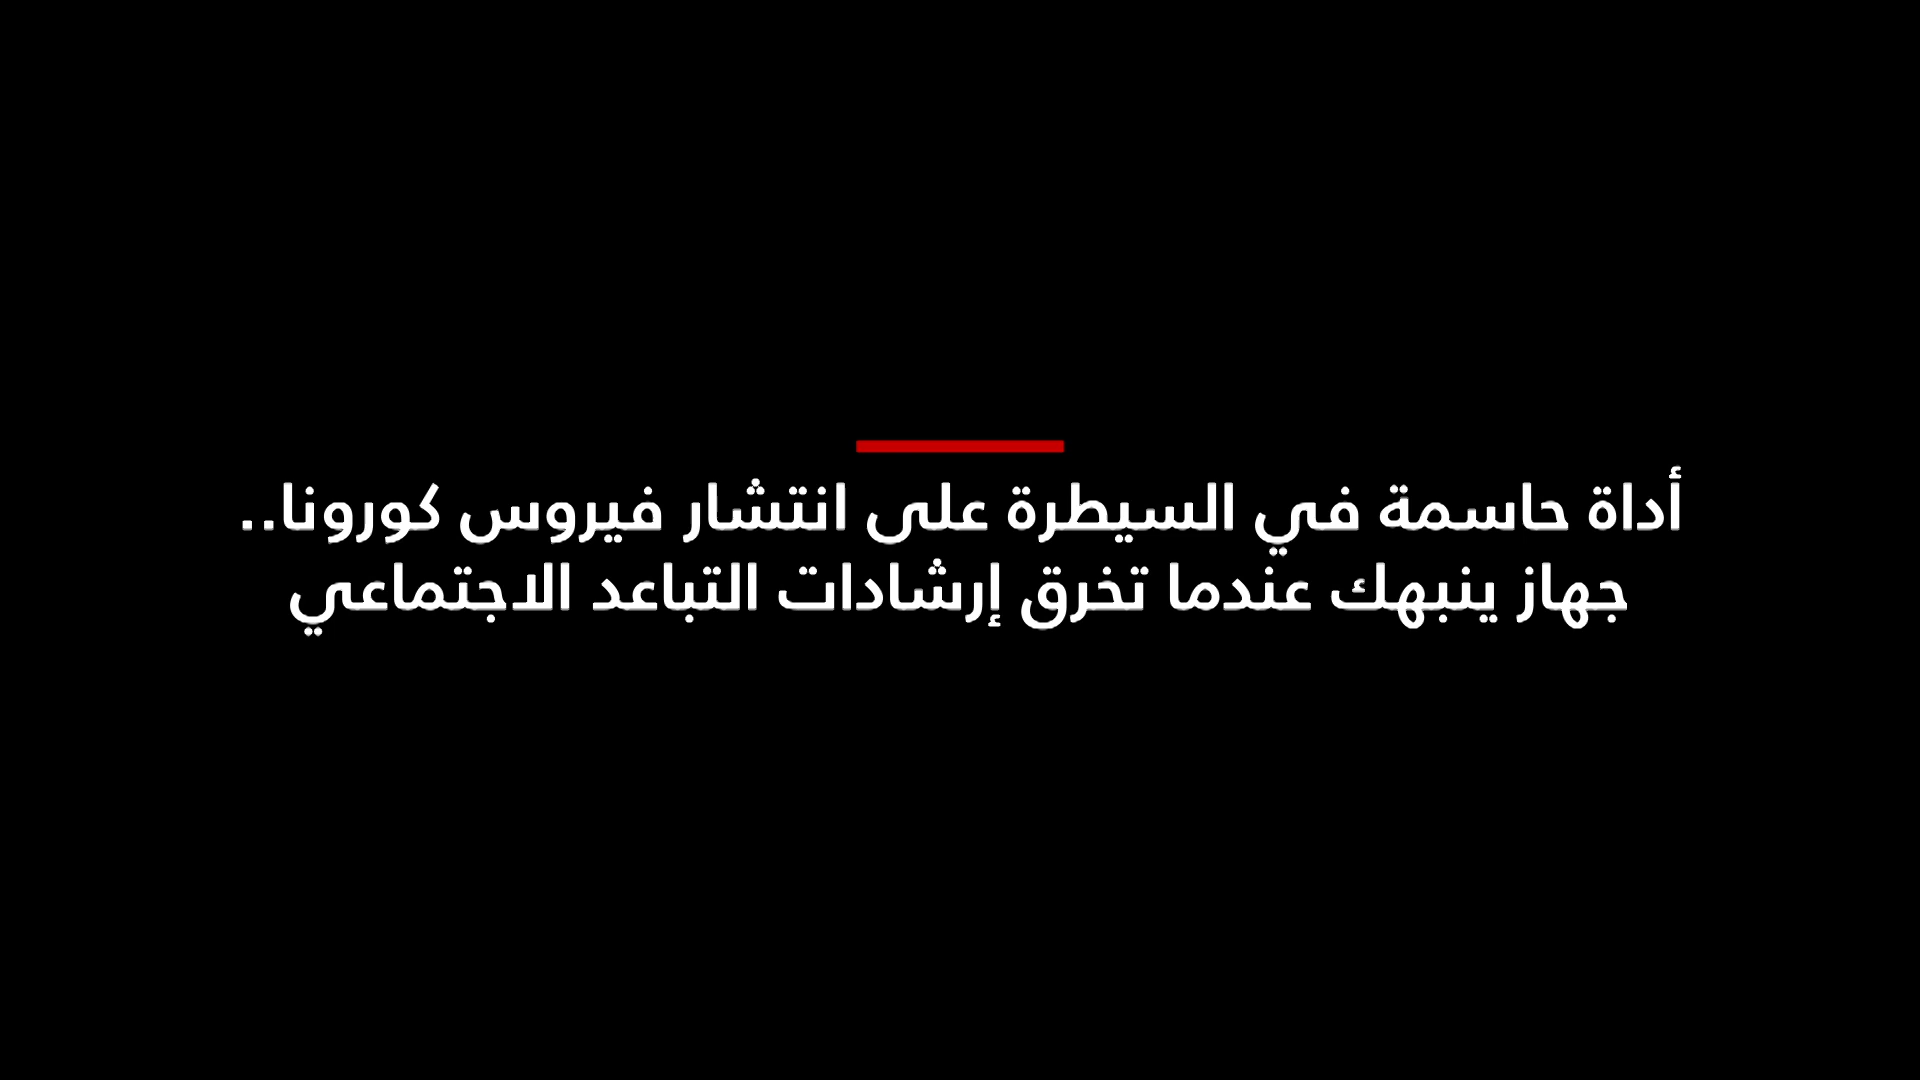 أداة حاسمة في السيطرة على انتشار فيروس كورونا..
جهاز ينبهك عندما تخرق إرشادات التباعد الاجتماعي